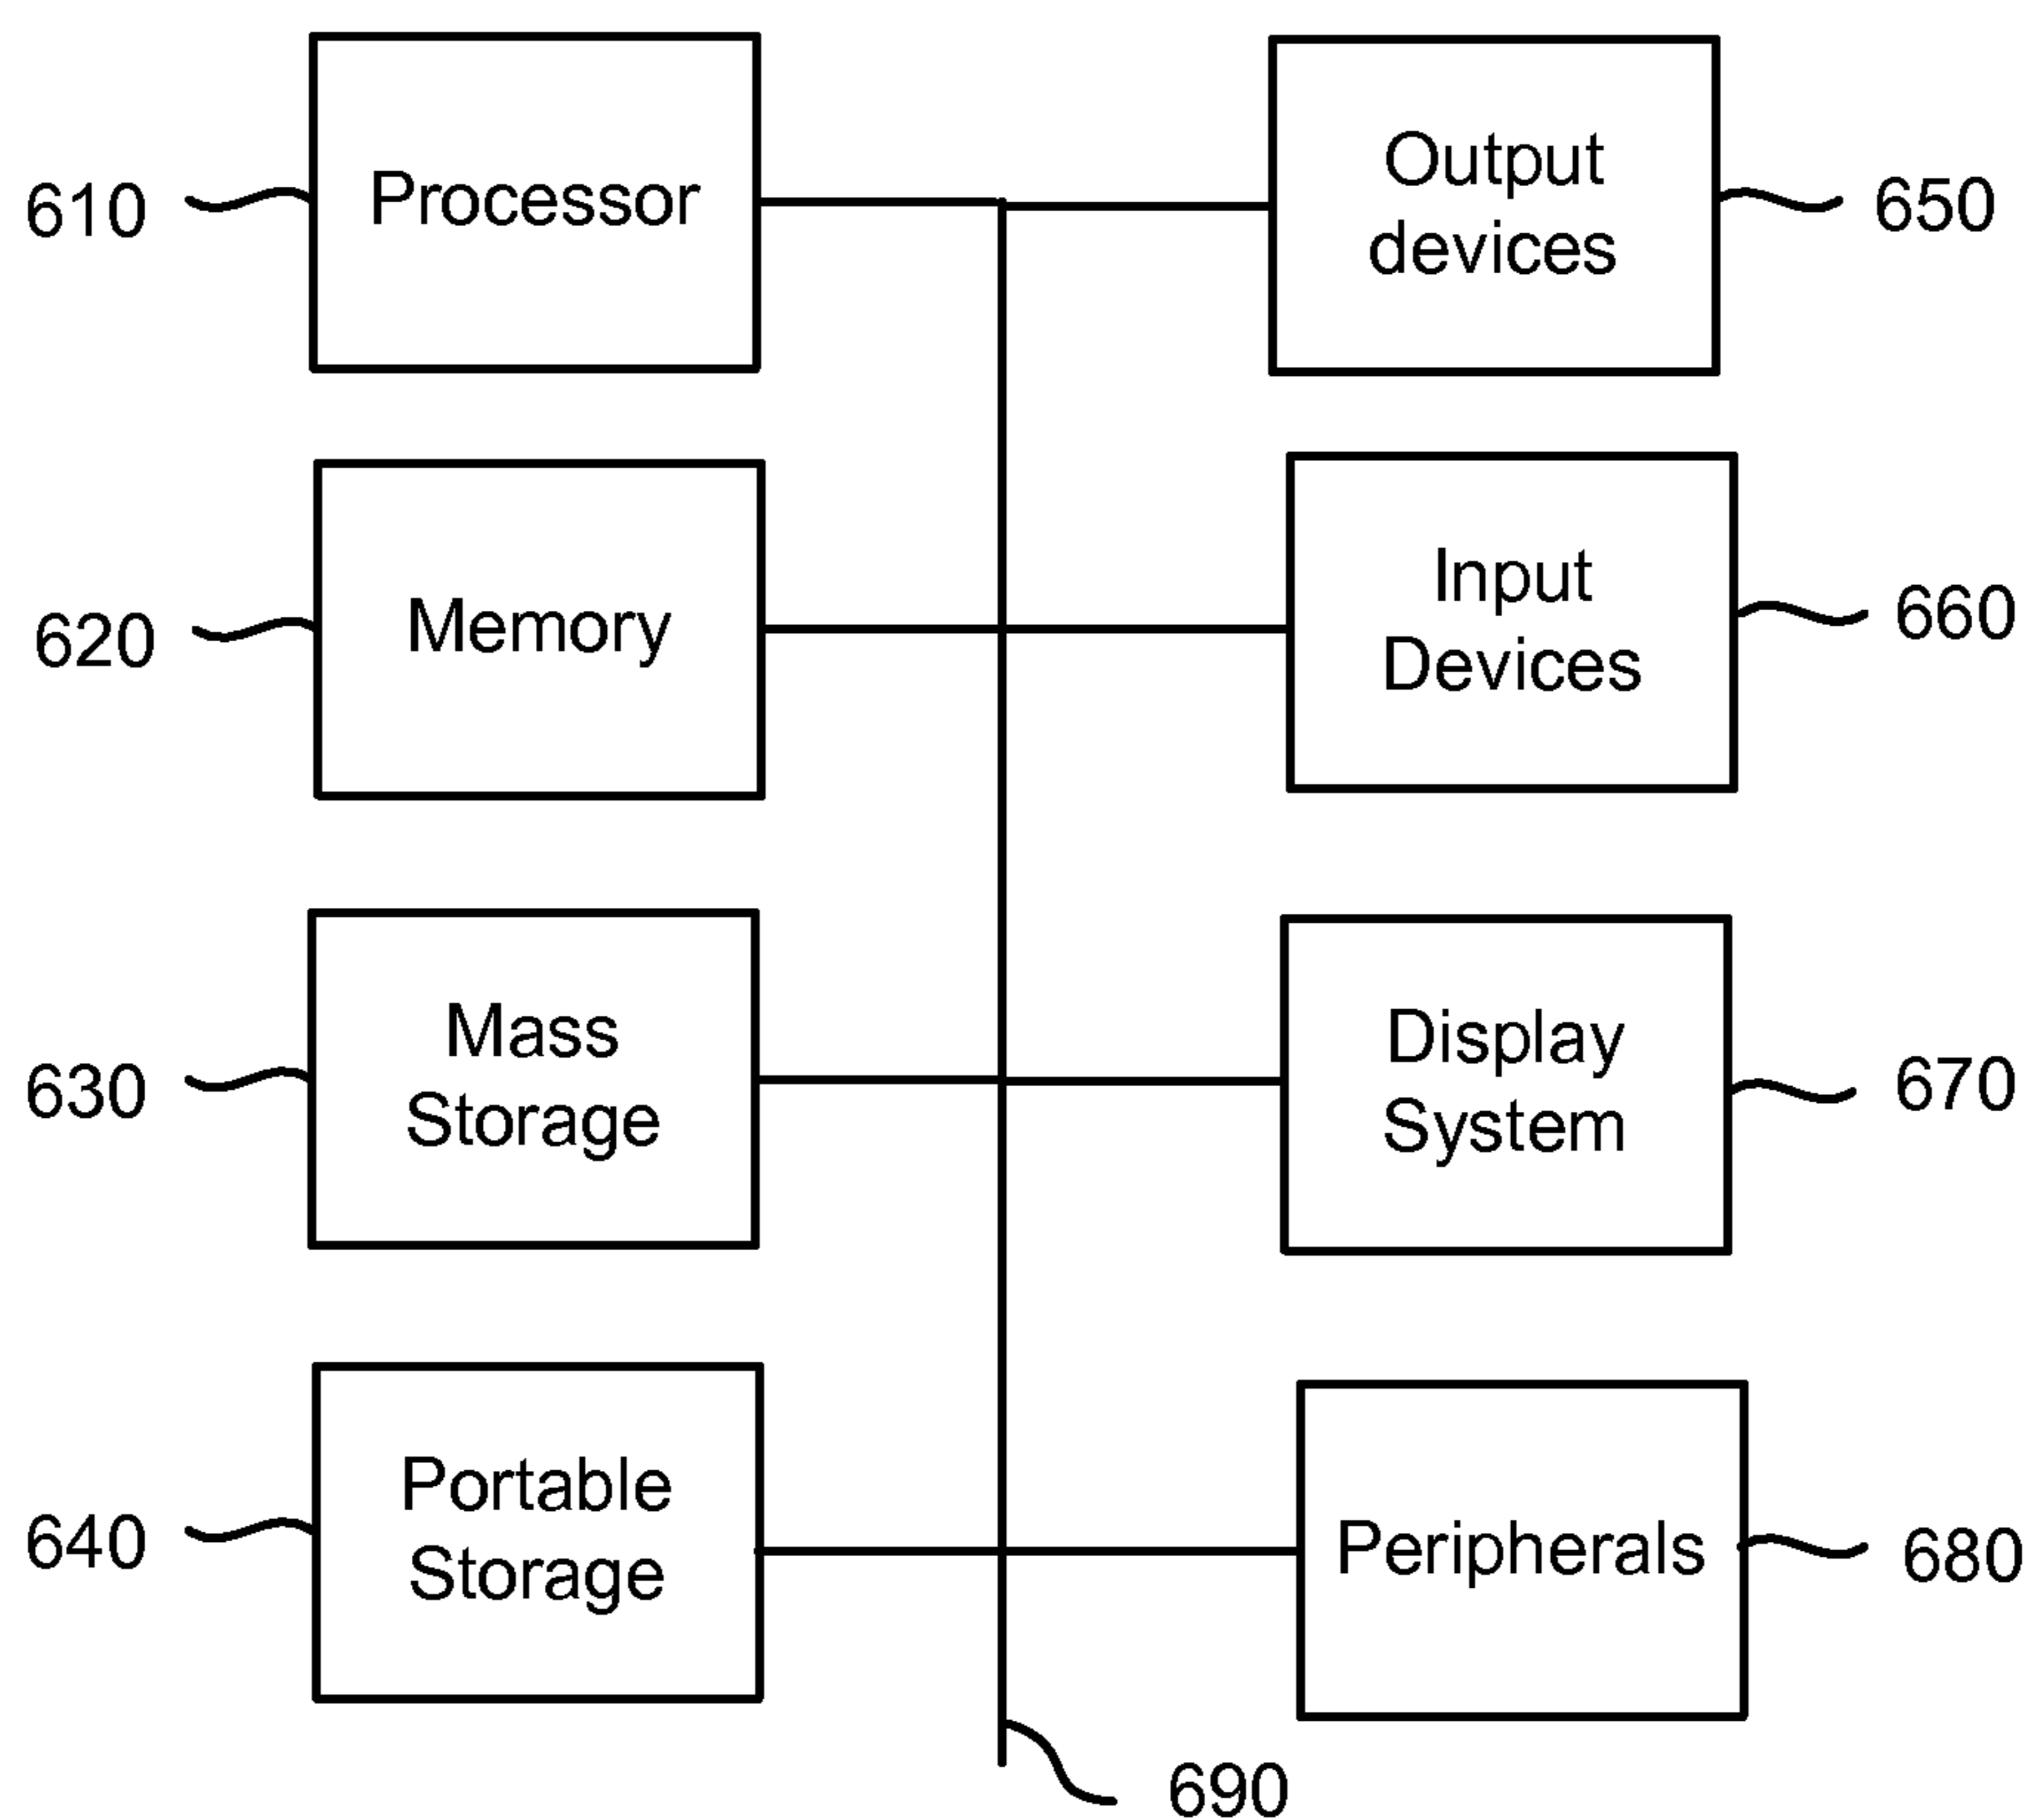 610
Processor
Output
devices
650
620
Memory
Input
Devices
660
630
Mass
Storage
Display
System
670
640
Portable
Storage
Peripherals
680
690